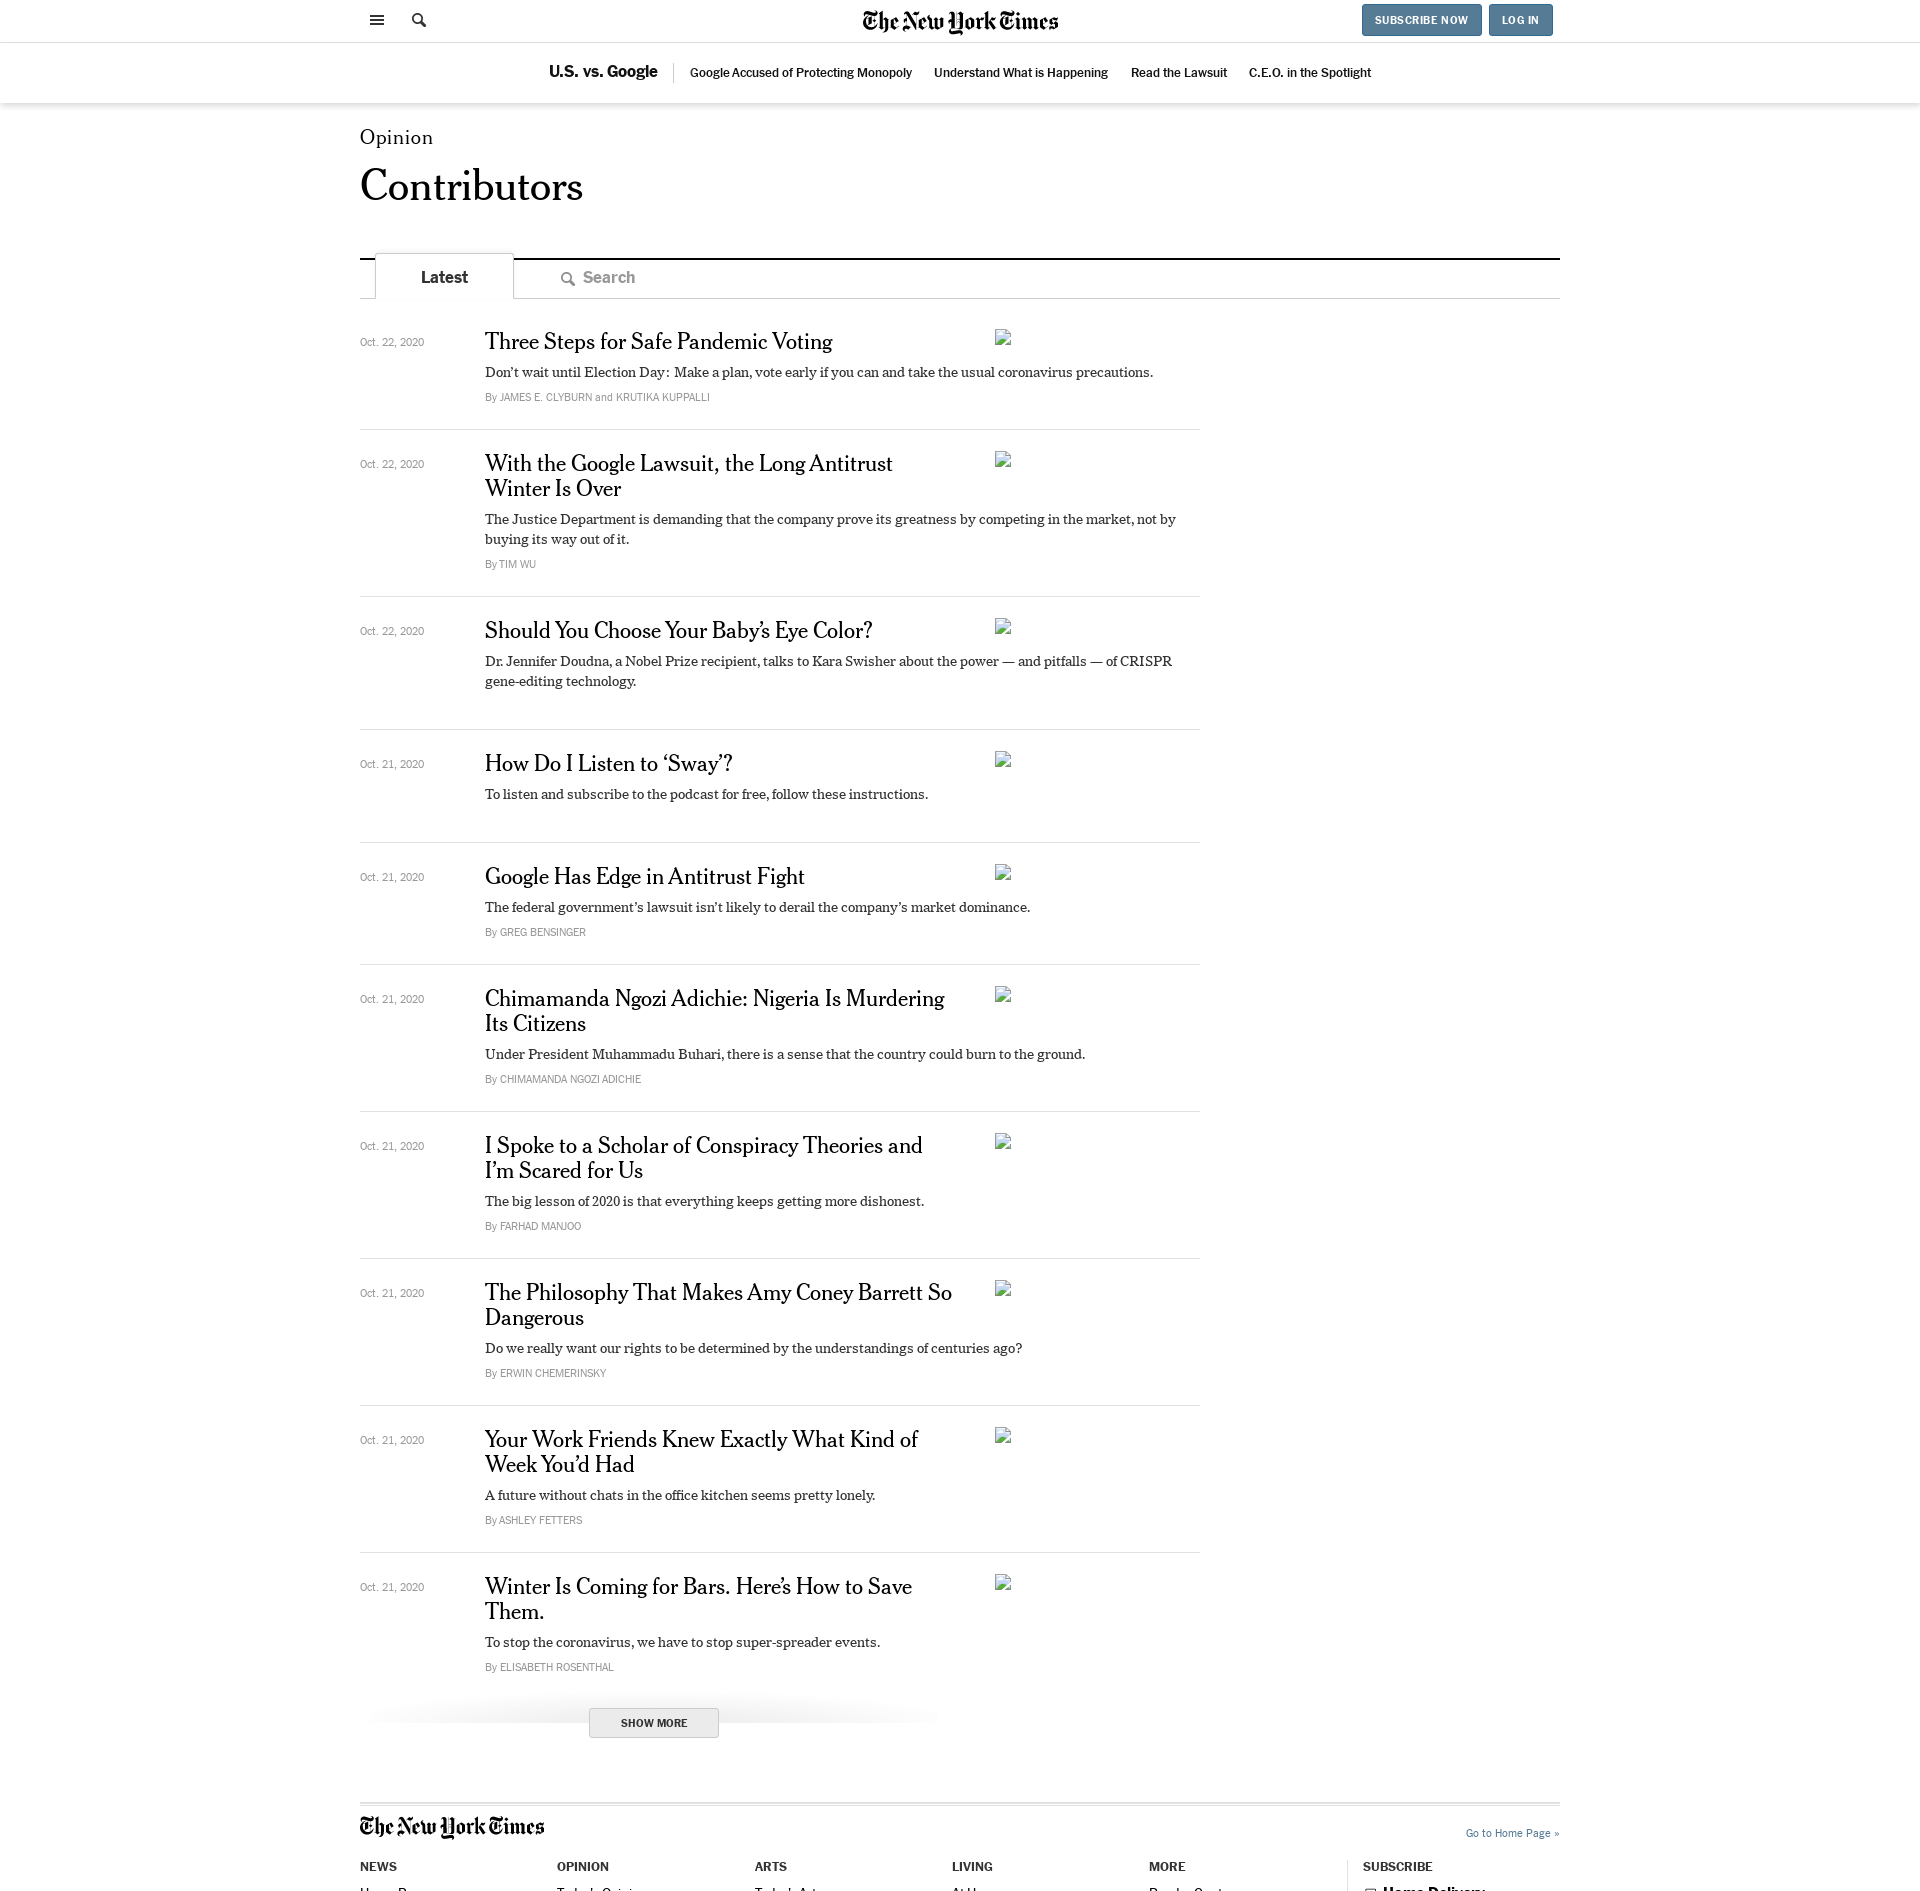 The New York Times
SUBSCRIBE NOW
LOG IN
U.S. vs. Google
Google Accused of Protecting Monopoly
Understand What is Happening
Read the Lawsuit
C.E.O. in the Spotlight
Opinion
Contributors
Latest
Search
Oct. 22, 2020
Three Steps for Safe Pandemic Voting
Don’t wait until Election Day: Make a plan, vote early if you can and take the usual coronavirus precautions.
By JAMES E. CLYBURN and KRUTIKA KUPPALLI
Oct. 22, 2020
With the Google Lawsuit, the Long Antitrust
Winter Is Over
The Justice Department is demanding that the company prove its greatness by competing in the market, not by
buying its way out of it.
By TIM WU
Oct. 22, 2020
Should You Choose Your Baby’s Eye Color?
Dr. Jennifer Doudna, a Nobel Prize recipient, talks to Kara Swisher about the power — and pitfalls — of CRISPR
gene-editing technology.
Oct. 21, 2020
How Do I Listen to ‘Sway’?
To listen and subscribe to the podcast for free, follow these instructions.
Oct. 21, 2020
Google Has Edge in Antitrust Fight
The federal government’s lawsuit isn’t likely to derail the company’s market dominance.
By GREG BENSINGER
Oct. 21, 2020
Chimamanda Ngozi Adichie: Nigeria Is Murdering
Its Citizens
Under President Muhammadu Buhari, there is a sense that the country could burn to the ground.
By CHIMAMANDA NGOZI ADICHIE
Oct. 21, 2020
I Spoke to a Scholar of Conspiracy Theories and
I’m Scared for Us
The big lesson of 2020 is that everything keeps getting more dishonest.
By FARHAD MANJOO
Oct. 21, 2020
The Philosophy That Makes Amy Coney Barrett So
Dangerous
Do we really want our rights to be determined by the understandings of centuries ago?
By ERWIN CHEMERINSKY
Oct. 21, 2020
Your Work Friends Knew Exactly What Kind of
Week You’d Had
A future without chats in the office kitchen seems pretty lonely.
By ASHLEY FETTERS
Oct. 21, 2020
Winter Is Coming for Bars. Here’s How to Save
Them.
To stop the coronavirus, we have to stop super-spreader events.
By ELISABETH ROSENTHAL
SHOW MORE
The New York Times
Go to Home Page »
NEWS
OPINION
ARTS
LIVING
MORE
SUBSCRIBE
Home Delivery